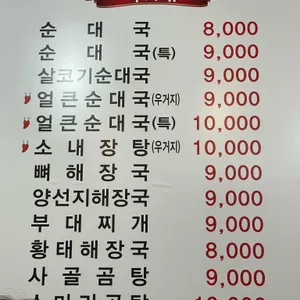 순대국 8,000
순대국(특) 9,000
살코기순대국 9,000
얼큰순대국(우거지) 9,000
얼큰순대국(특) 10,000
소내장탕(우거지) 10,000
뼈해장국 9,000
양선지해장국 9,000
부대찌개 9,000
황태해장국 8,000
사골곰탕 9,000